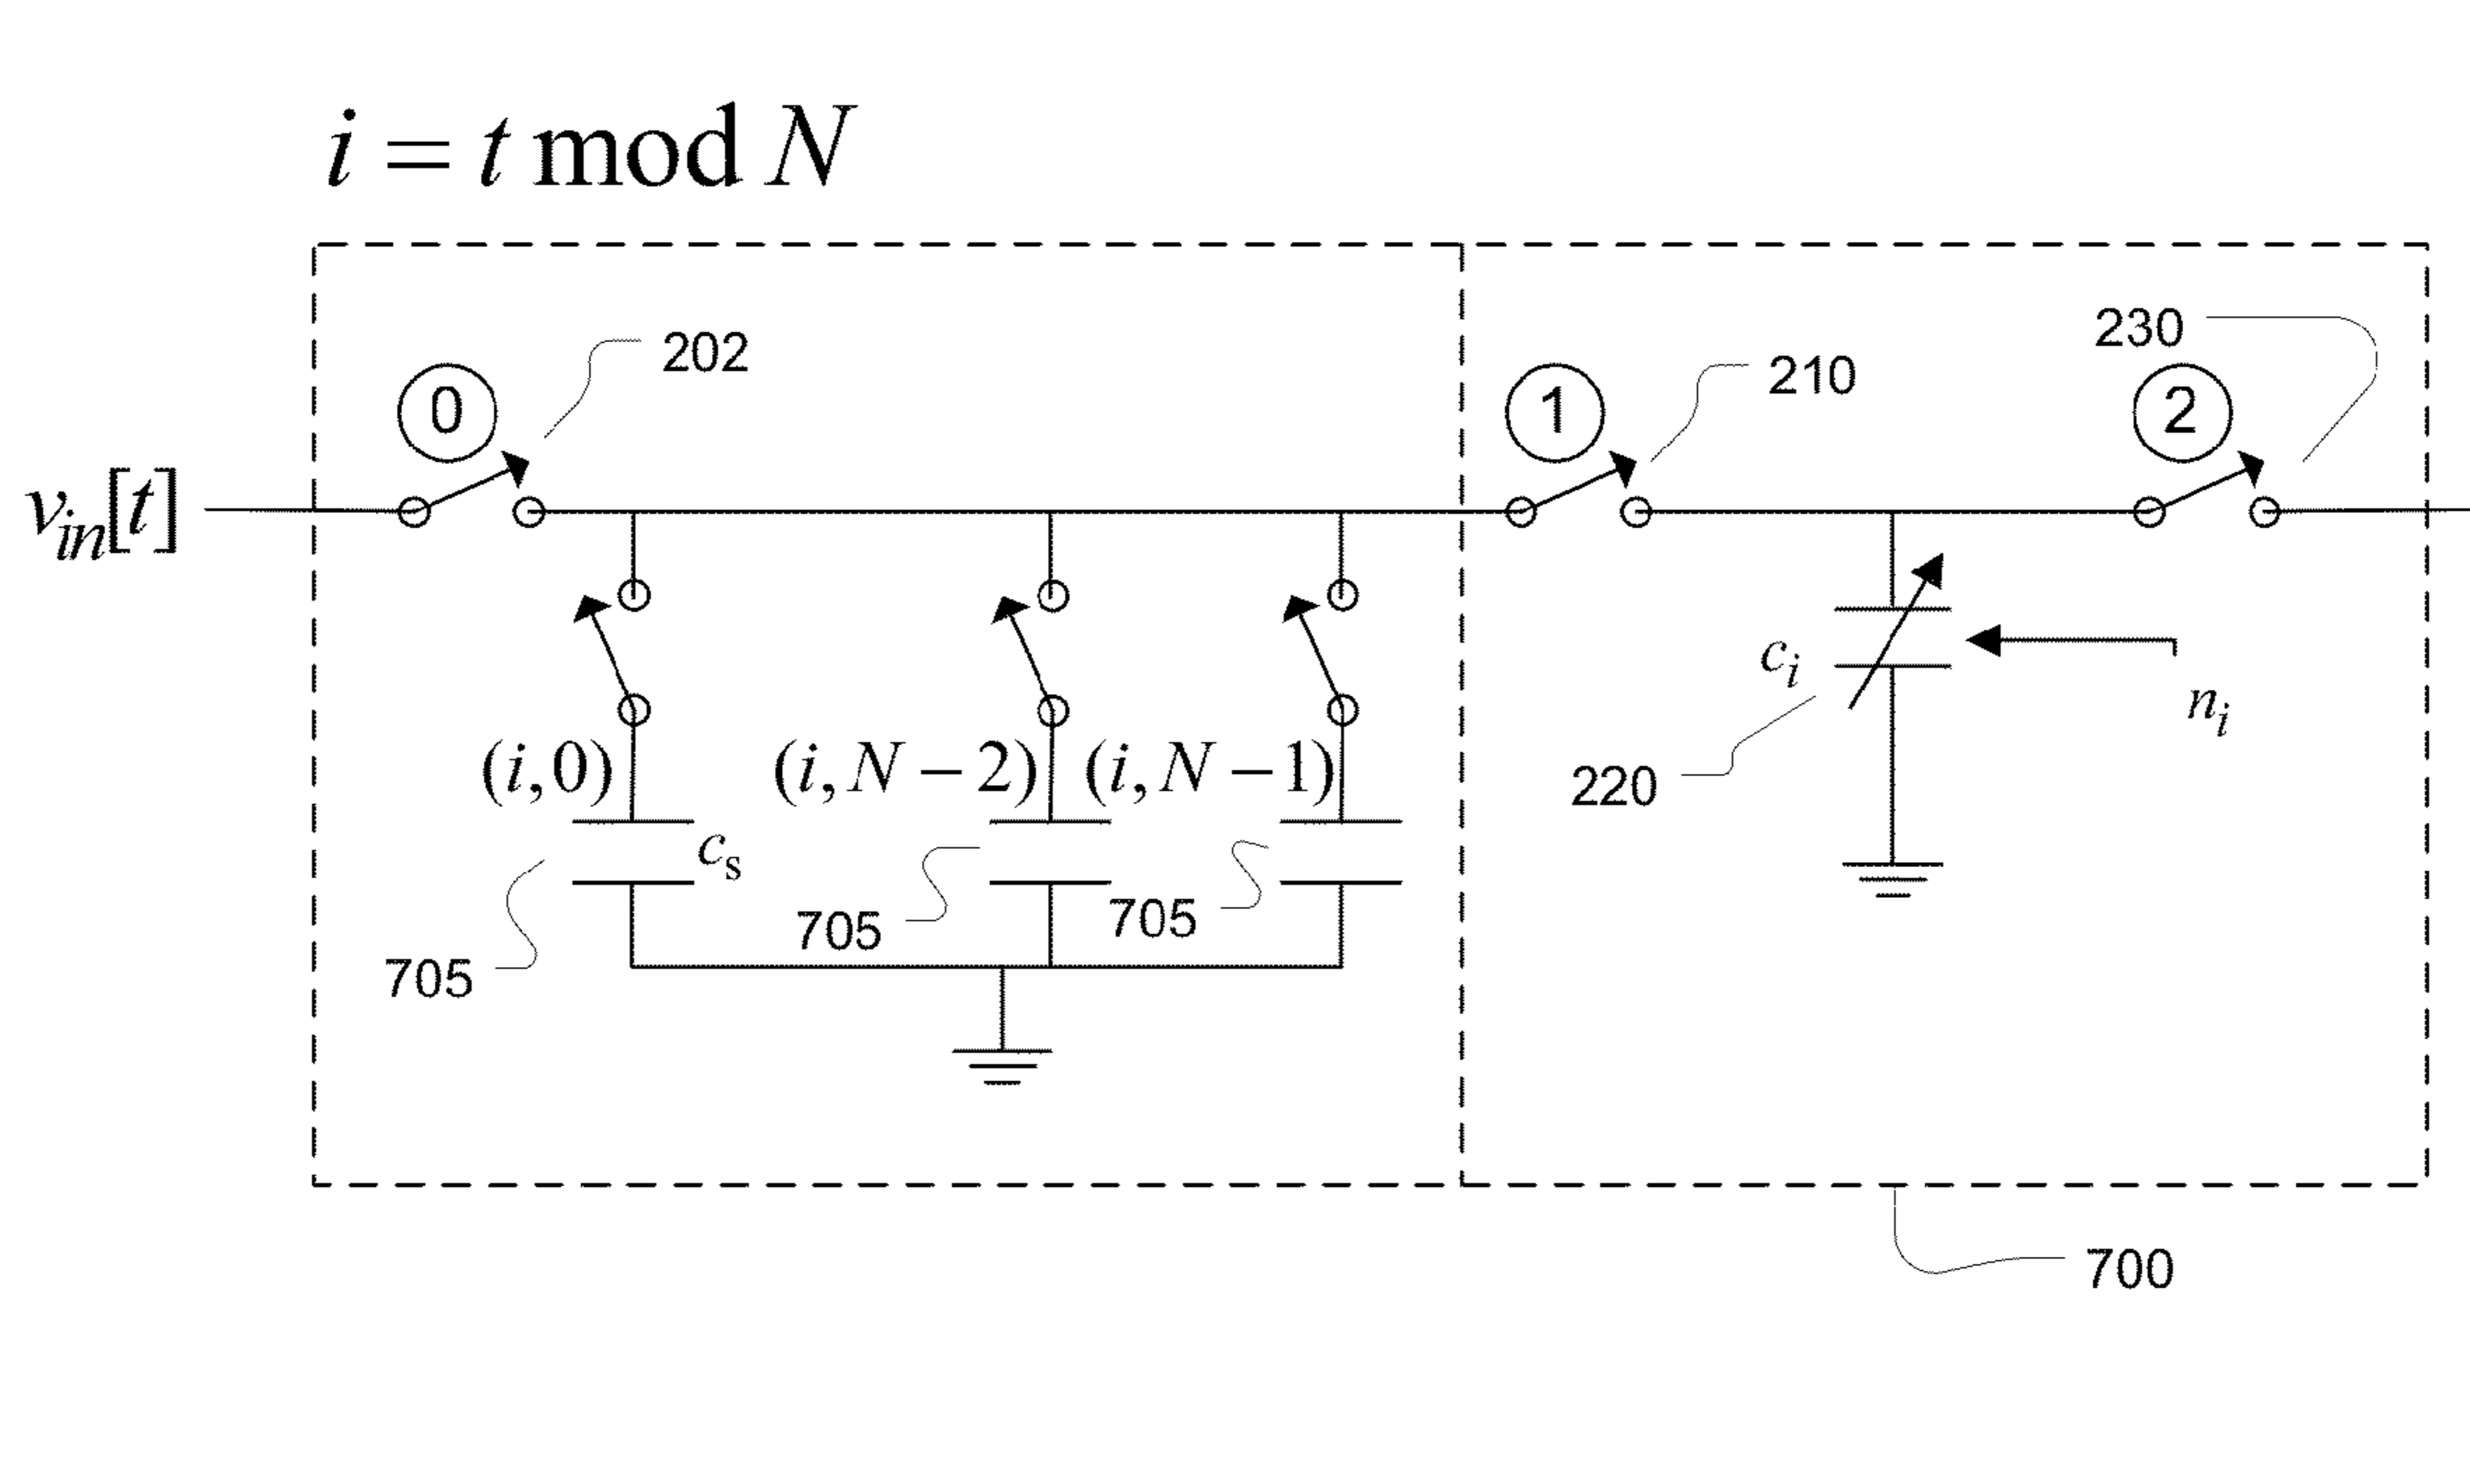 i = t mod N
202
230
210
0
1
2
v_in[t]
c_i
n_i
(i, 0)
(i, N − 2)
(i, N − 1)
220
c_s
705
705
705
700